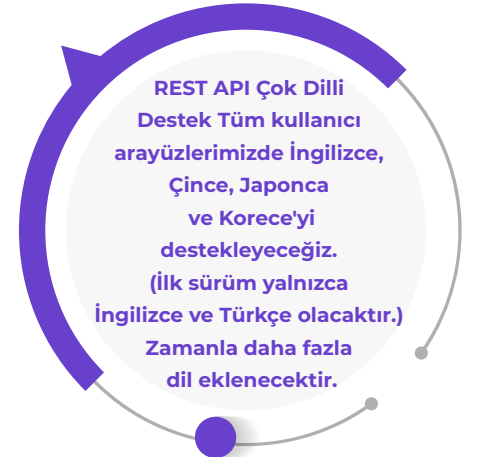 REST API Çok Dilli
Destek Tüm kullanıcı
arayüzlerimizde İngilizce,
Çince, Japonca
ve Korece'yi
destekleyeceğiz.
(İlk sürüm yalnızca
İngilizce ve Türkçe olacaktır.)
Zamanla daha fazla
dil eklenecektir.